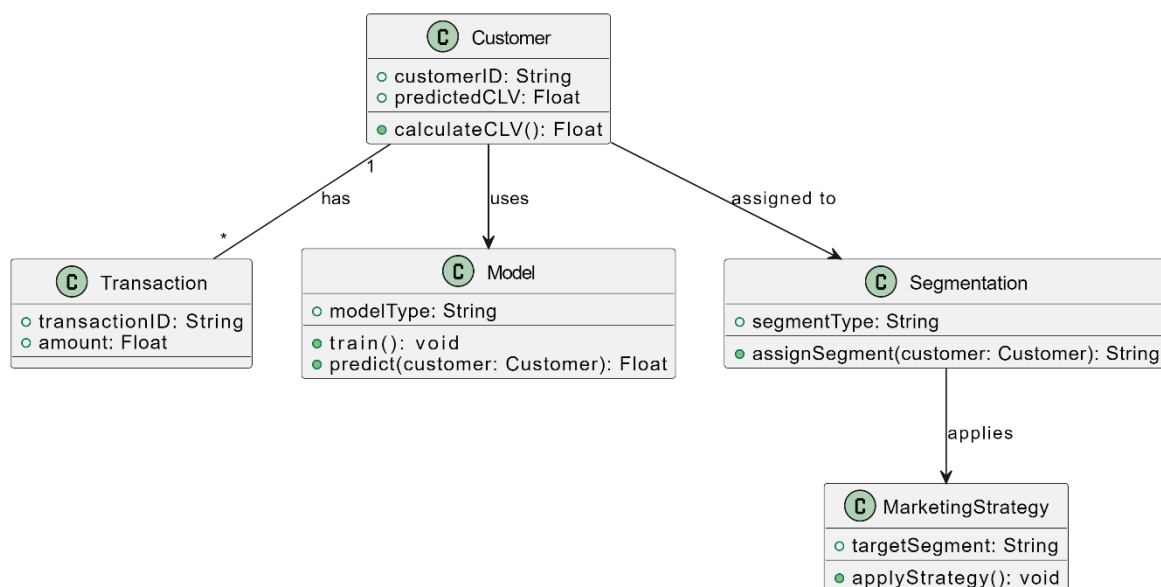 C Customer
customerID: String
predictedCLV: Float
calculateCLV(): Float
1
has
uses
assigned to
*
C Transaction
transactionID: String
amount: Float
C Model
modelType: String
train(): void
predict(customer: Customer): Float
C Segmentation
segmentType: String
assignSegment(customer: Customer): String
applies
C MarketingStrategy
targetSegment: String
applyStrategy(): void